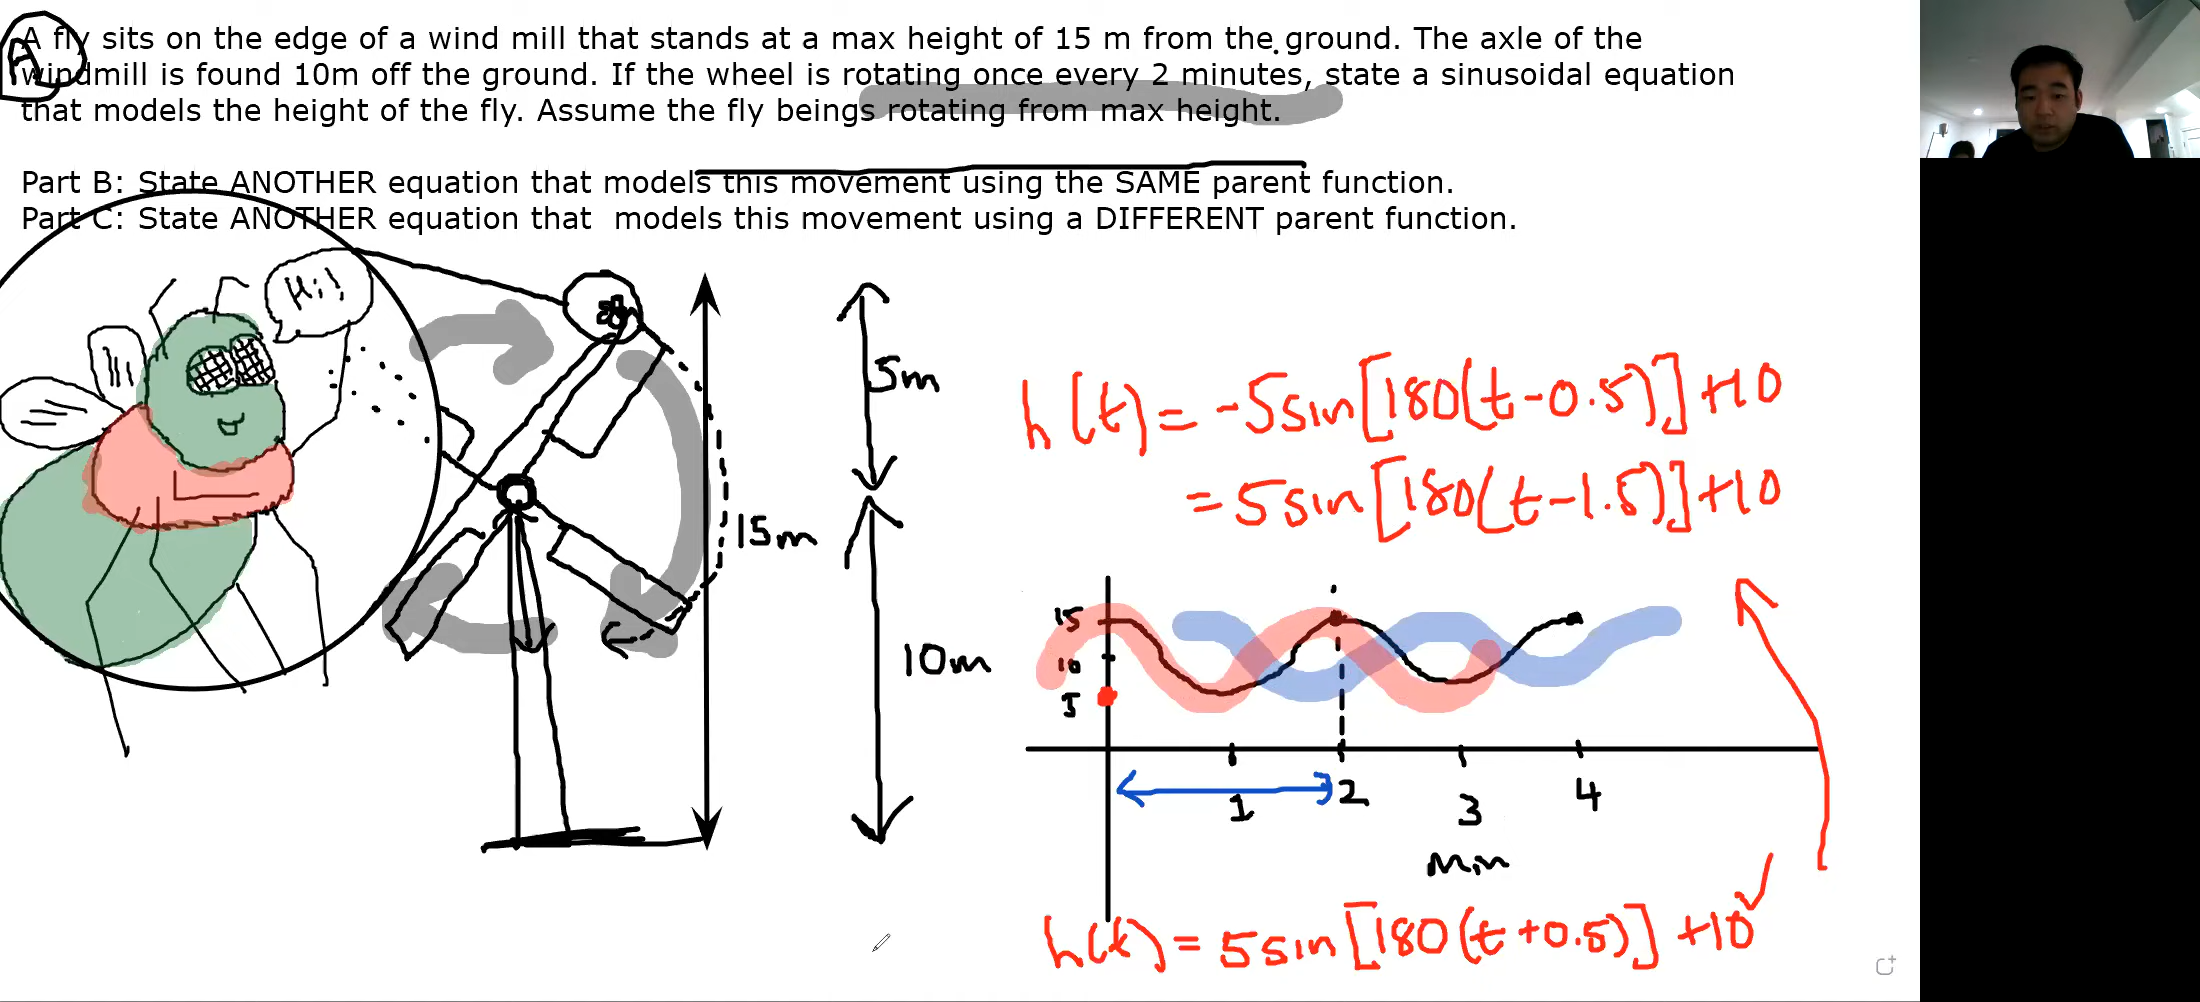 A fly sits on the edge of a wind mill that stands at a max height of 15 m from the ground. The axle of the
windmill is found 10m off the ground. If the wheel is rotating once every 2 minutes, state a sinusoidal equation
that models the height of the fly. Assume the fly beings rotating from max height.
A
Part B: State ANOTHER equation that models this movement using the SAME parent function.
Part C: State ANOTHER equation that  models this movement using a DIFFERENT parent function.
Hi!
5m
15m
10m
h(t) = -5sin[180(t-0.5)]+10
= 5sin[180(t-1.5)]+10
15
10
5
1 2 3 4
Min
h(t) = 5sin[180(t+0.5)]+10